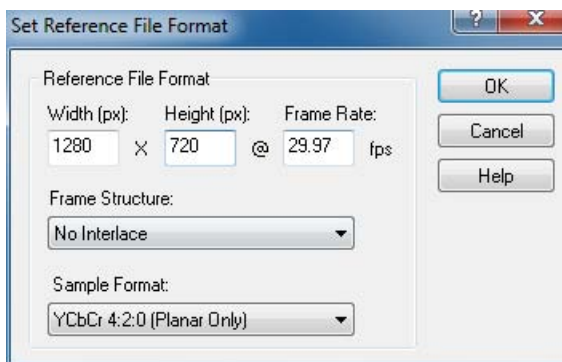 Set Reference File Format
? X
Reference File Format
OK
Width (px): Height (px): Frame Rate:
1280 X 720 @ 29.97 fps
Cancel
Help
Frame Structure:
No Interlace
Sample Format:
YCbCr 4:2:0 (Planar Only)